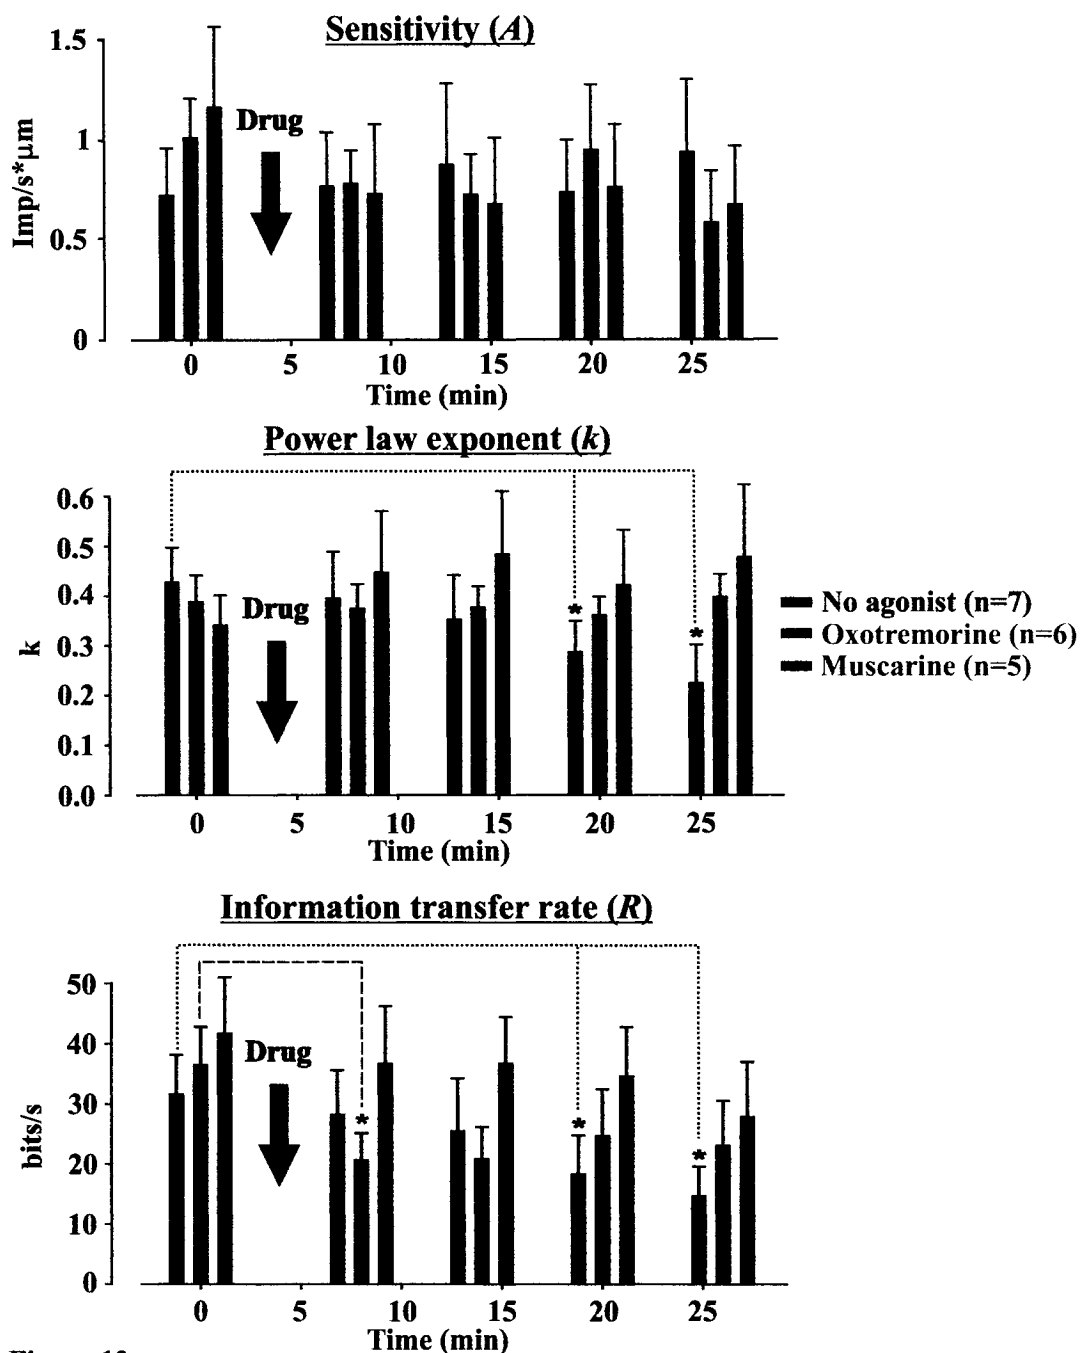 Sensitivity (A)
1.5
1
0.5
0
Imp/s*μm
Drug
0 5 10 15 20 25
Time (min)
Power law exponent (k)
0.6
0.5
0.4
0.3
0.2
0.1
0.0
k
Drug
* *
0 5 10 15 20 25
Time (min)
No agonist (n=7)
Oxotremorine (n=6)
Muscarine (n=5)
Information transfer rate (R)
50
40
30
20
10
0
bits/s
Drug
* * *
0 5 10 15 20 25
Time (min)